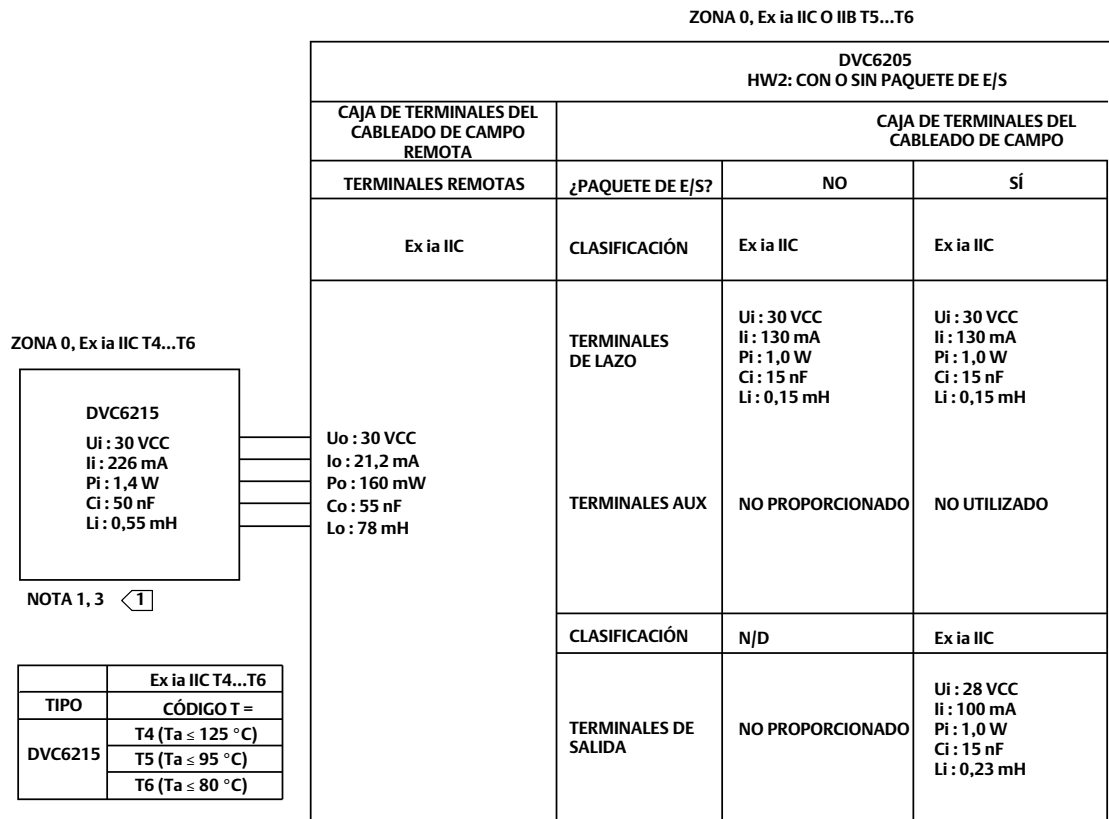 ZONA 0, Ex ia IIC O IIB T5...T6
DVC6205
HW2: CON O SIN PAQUETE DE E/S
CAJA DE TERMINALES DEL
CABLEADO DE CAMPO
REMOTA
CAJA DE TERMINALES DEL
CABLEADO DE CAMPO
TERMINALES REMOTAS
¿PAQUETE DE E/S?
NO
SÍ
Ex ia IIC
CLASIFICACIÓN
Ex ia IIC
Ex ia IIC
ZONA 0, Ex ia IIC T4...T6
DVC6215
Ui : 30 VCC
Ii : 226 mA
Pi : 1,4 W
Ci : 50 nF
Li : 0,55 mH
NOTA 1, 3 1
Uo : 30 VCC
Io : 21,2 mA
Po : 160 mW
Co : 55 nF
Lo : 78 mH
TERMINALES
DE LAZO
Ui : 30 VCC
Ii : 130 mA
Pi : 1,0 W
Ci : 15 nF
Li : 0,15 mH
Ui : 30 VCC
Ii : 130 mA
Pi : 1,0 W
Ci : 15 nF
Li : 0,15 mH
TERMINALES AUX
NO PROPORCIONADO
NO UTILIZADO
CLASIFICACIÓN
N/D
Ex ia IIC
TERMINALES DE
SALIDA
NO PROPORCIONADO
Ui : 28 VCC
Ii : 100 mA
Pi : 1,0 W
Ci : 15 nF
Li : 0,23 mH
Ex ia IIC T4...T6
TIPO
CÓDIGO T =
DVC6215
T4 (Ta ≤ 125 °C)
T5 (Ta ≤ 95 °C)
T6 (Ta ≤ 80 °C)